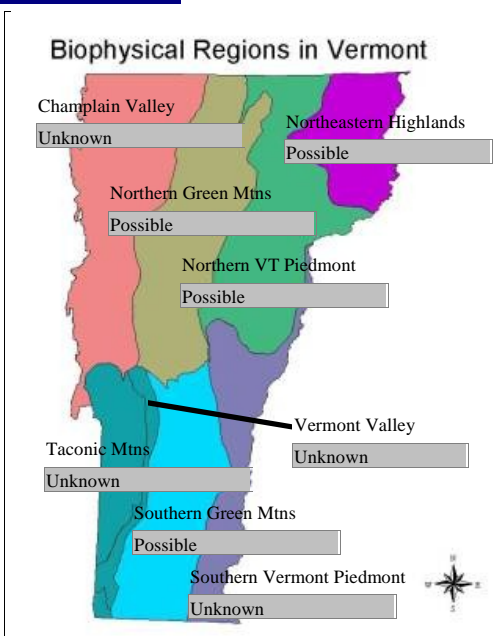 Biophysical Regions in Vermont
Champlain Valley
Unknown
Northeastern Highlands
Possible
Northern Green Mtns
Possible
Northern VT Piedmont
Possible
Vermont Valley
Unknown
Taconic Mtns
Unknown
Southern Green Mtns
Possible
Southern Vermont Piedmont
Unknown
N
W E
S